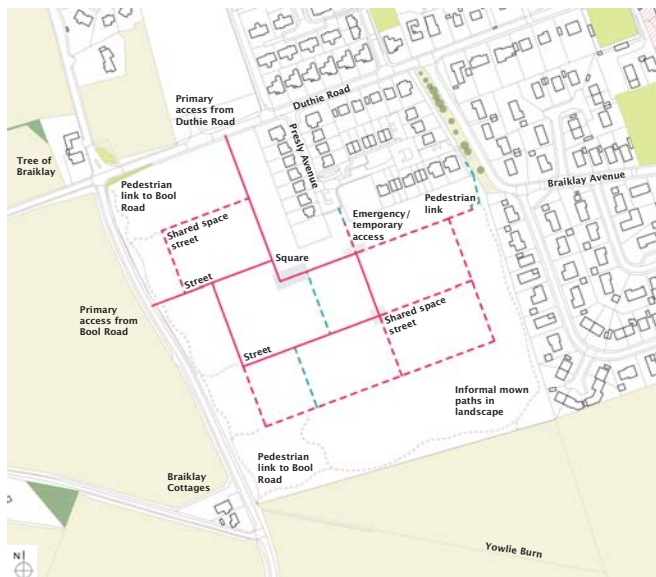 Primary
access from
Duthie Road
Duthie Road
Presly Avenue
Tree of
Braiklay
Pedestrian
link to Bool
Road
Braiklay Avenue
Shared space
street
Emergency/
temporary
access
Pedestrian
link
Square
Street
Primary
access from
Bool Road
Shared space
street
Street
Informal mown
paths in
landscape
Pedestrian
link to Bool
Road
Braiklay
Cottages
Yowlie Burn
N